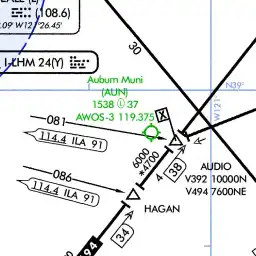 (108.6)
.09 W121°26.45'
30
I-LHM 24(Y)
Auburn Muni
(AUN)
1538 37
AWOS-3 119.375
N39°
W121°
X
081
114.4 ILA 91
6000
*4700
38
AUDIO
V392 10000N
V494 7600NE
086
114.4 ILA 91
4
HAGAN
34
494